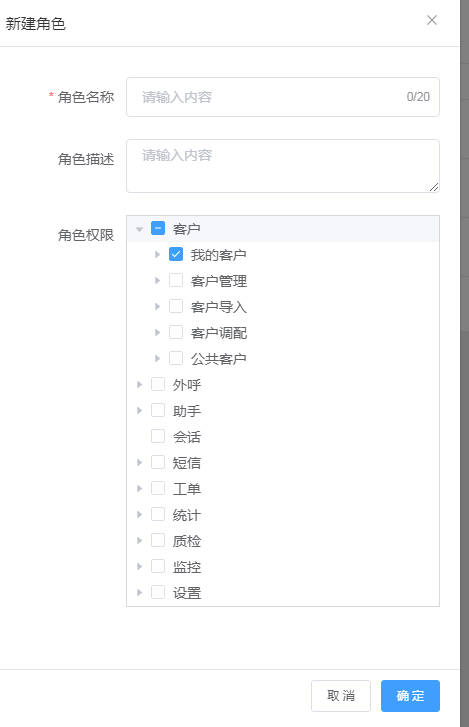 新建角色
* 角色名称 请输入内容 0/20
角色描述 请输入内容
角色权限 客户
我的客户
客户管理
客户导入
客户调配
公共客户
外呼
助手
会话
短信
工单
统计
质检
监控
设置
取消 确定